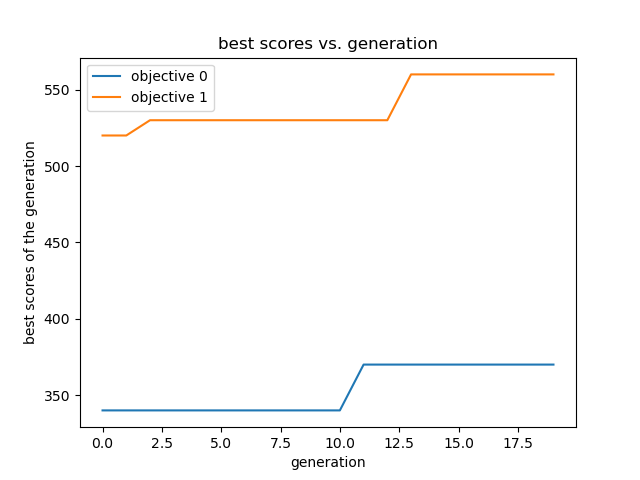 best scores vs. generation
objective 0
objective 1
best scores of the generation
550
500
450
400
350
0.0 2.5 5.0 7.5 10.0 12.5 15.0 17.5
generation